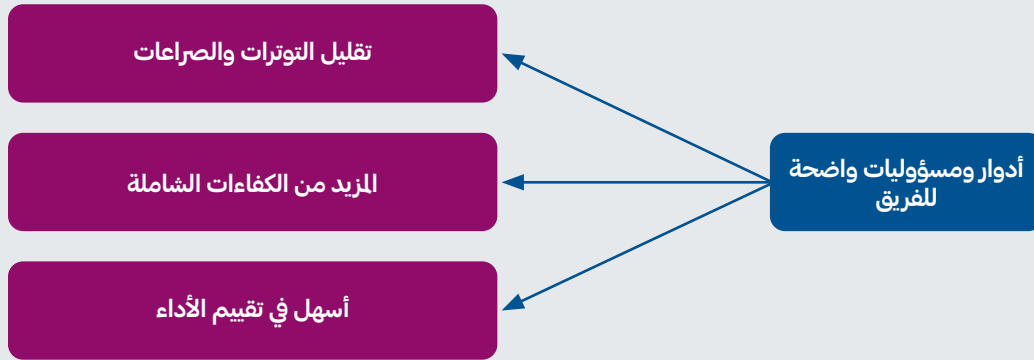 أدوار ومسؤوليات واضحة
للفريق
تقليل التوترات والصراعات
المزيد من الكفاءات الشاملة
أسهل في تقييم الأداء